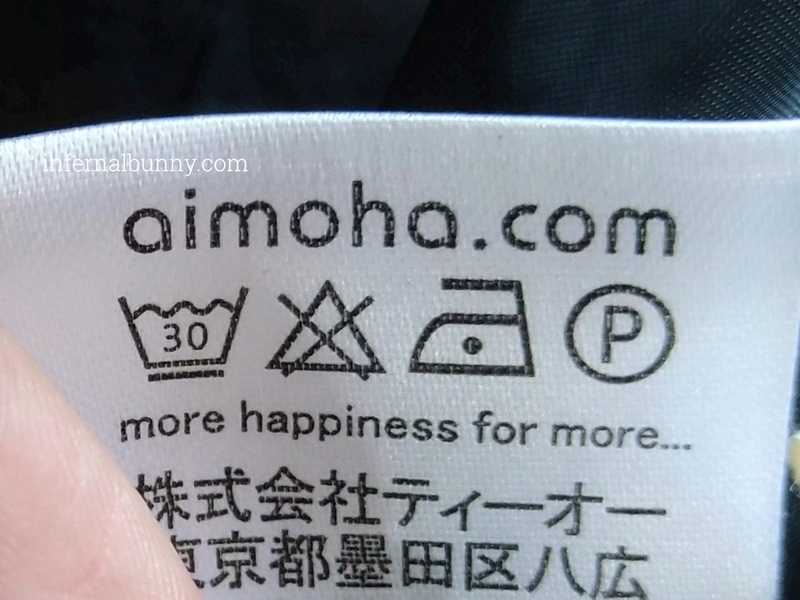 infernalbunny.com
aimoha.com
30 P
more happiness for more...
株式会社ティーオー
東京都墨田区八広